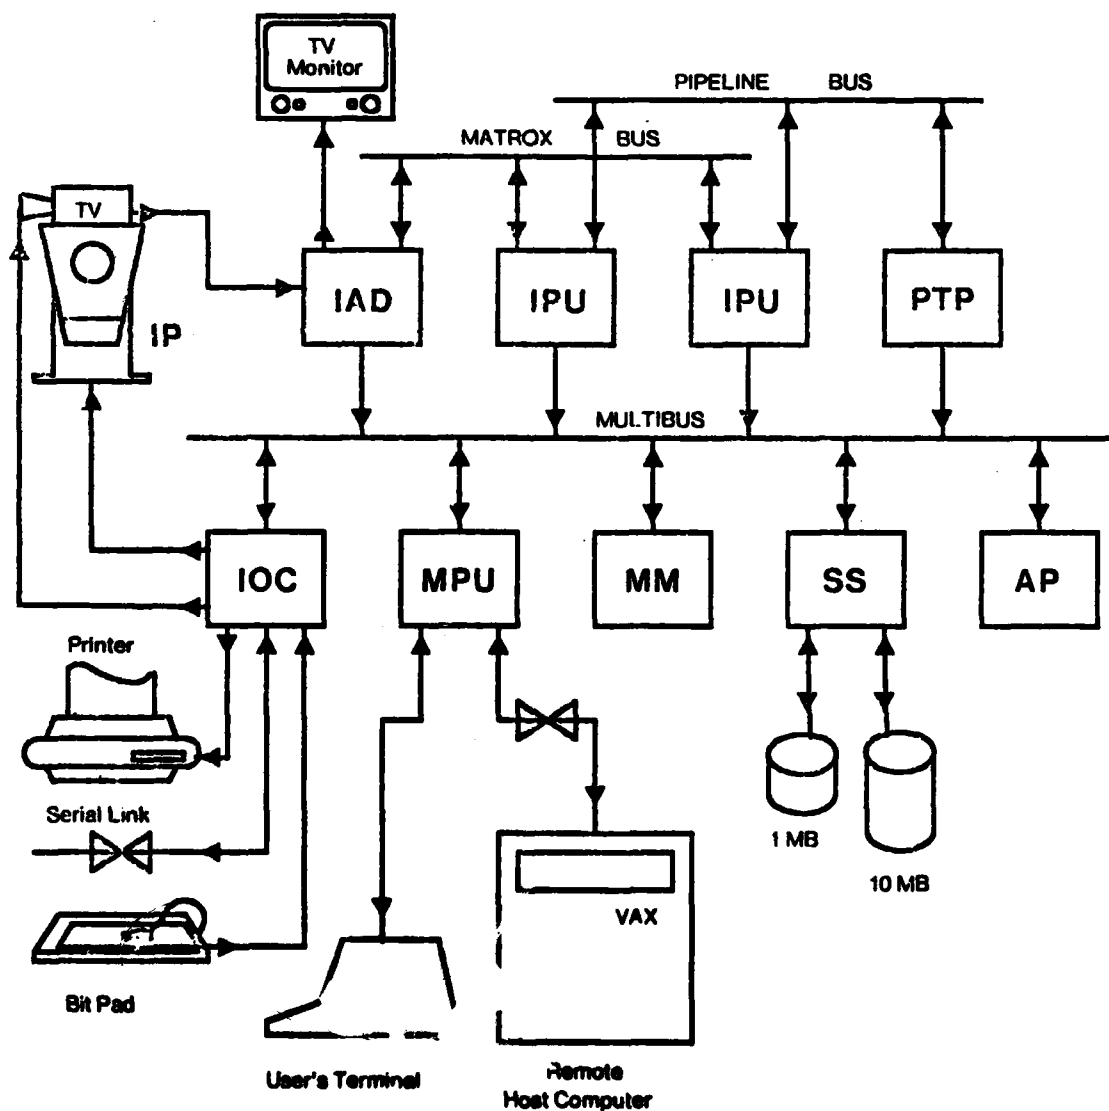 TV
Monitor
PIPELINE BUS
MATROX BUS
TV
IP
IAD
IPU
IPU
PTP
MULTIBUS
IOC
MPU
MM
SS
AP
Printer
Serial Link
Bit Pad
User's Terminal
VAX
Remote
Host Computer
1 MB
10 MB